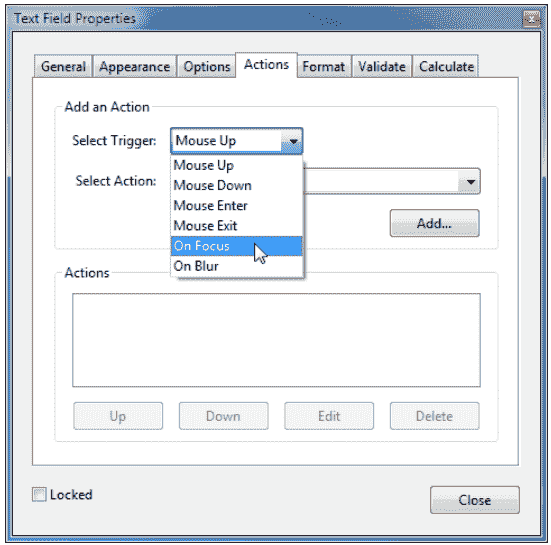 Text Field Properties
General Appearance Options Actions Format Validate Calculate
Add an Action
Select Trigger: Mouse Up
Mouse Up
Select Action:
Mouse Down
Mouse Enter
Mouse Exit
Add...
On Focus
On Blur
Actions
Up Down Edit Delete
Locked
Close